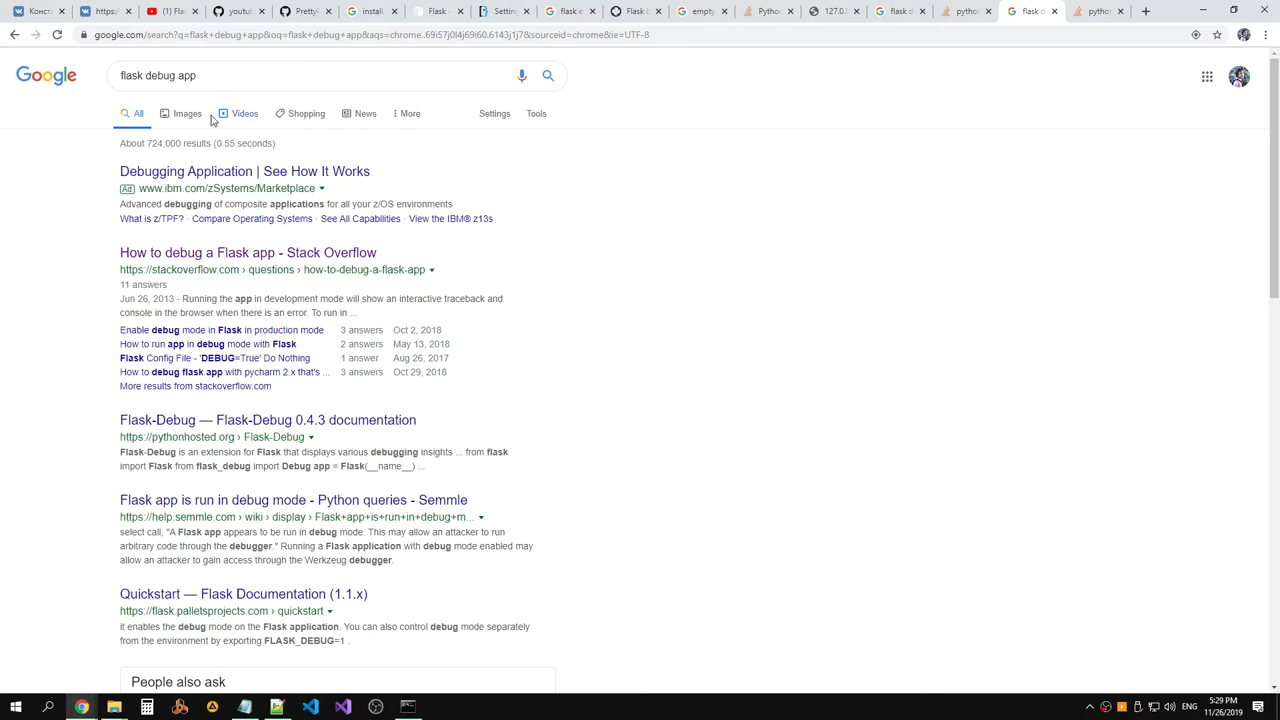 Конст
install
Flask -
Setting
flask e
Flask I
empty
Python
127.0.
flask d
python
flask d
python
google.com/search?q=flask+debug+app&oq=flask+debug+app&aqs=chrome..69i57j0l4j69i60.6143j1j7&sourceid=chrome&ie=UTF-8
Google
flask debug app
All
Images
Videos
Shopping
News
More
Settings
Tools
About 724,000 results (0.55 seconds)
Debugging Application | See How It Works
Ad www.ibm.com/zSystems/Marketplace
Advanced debugging of composite applications for all your z/OS environments
What is z/TPF? · Compare Operating Systems · See All Capabilities · View the IBM® z13s
How to debug a Flask app - Stack Overflow
https://stackoverflow.com › questions › how-to-debug-a-flask-app
11 answers
Jun 26, 2013 - Running the app in development mode will show an interactive traceback and
console in the browser when there is an error. To run in ...
Enable debug mode in Flask in production mode 3 answers Oct 2, 2018
How to run app in debug mode with Flask 2 answers May 13, 2018
Flask Config File - 'DEBUG=True' Do Nothing 1 answer Aug 26, 2017
How to debug flask.app with pycharm 2.x that's ... 3 answers Oct 29, 2018
More results from stackoverflow.com
Flask-Debug — Flask-Debug 0.4.3 documentation
https://pythonhosted.org › Flask-Debug
Flask-Debug is an extension for Flask that displays various debugging insights ... from flask
import Flask from flask_debug import Debug app = Flask(__name__) ...
Flask app is run in debug mode - Python queries - Semmle
https://help.semmle.com › wiki › display › Flask+app+is+run+in+debug+m...
select call, "A Flask app appears to be run in debug mode. This may allow an attacker to run
arbitrary code through the debugger." Running a Flask application with debug mode enabled may
allow an attacker to gain access through the Werkzeug debugger.
Quickstart — Flask Documentation (1.1.x)
https://flask.palletsprojects.com › quickstart
it enables the debug mode on the Flask application. You can also control debug mode separately
from the environment by exporting FLASK_DEBUG=1 .
People also ask
ENG
5:29 PM
11/26/2019